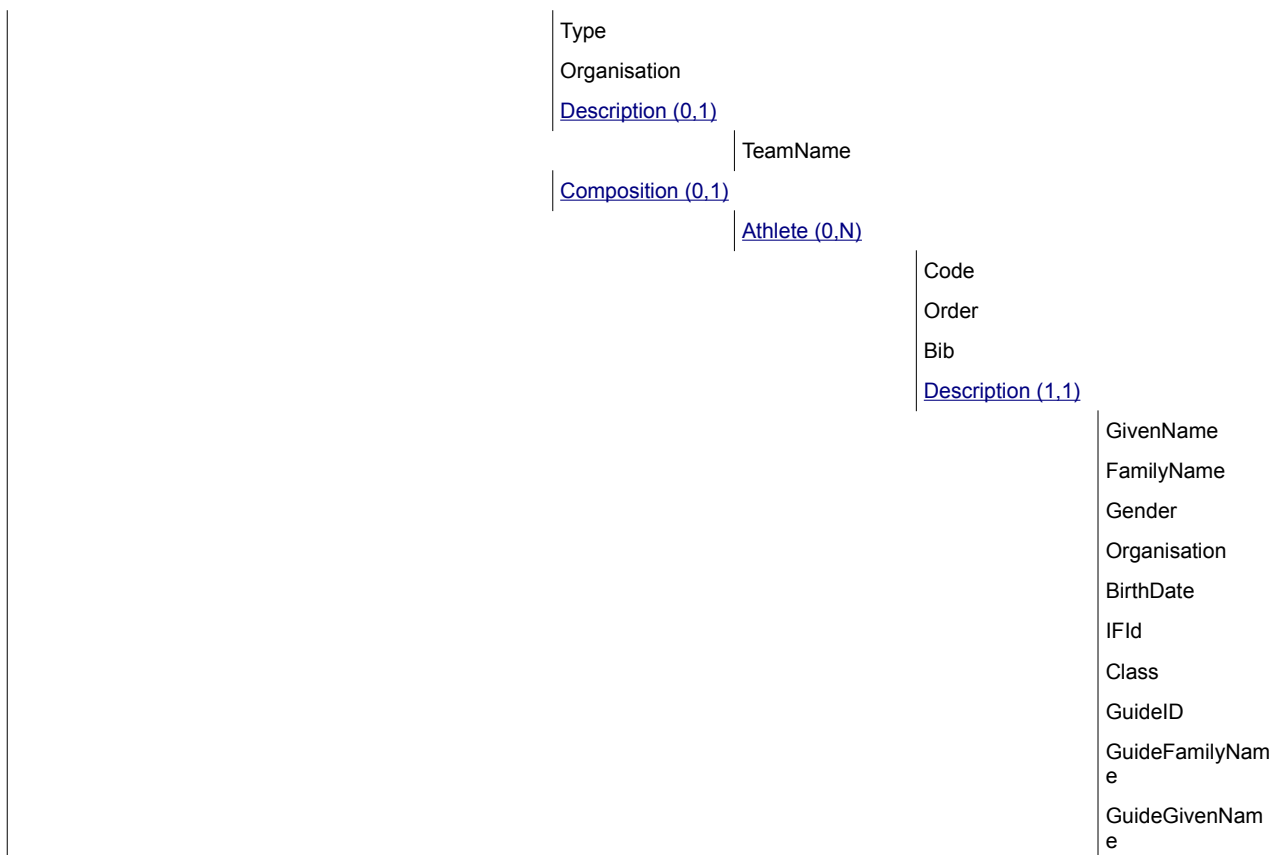 Type
Organisation
Description (0,1)
TeamName
Composition (0,1)
Athlete (0,N)
Code
Order
Bib
Description (1,1)
GivenName
FamilyName
Gender
Organisation
BirthDate
IFId
Class
GuideID
GuideFamilyNam
e
GuideGivenNam
e